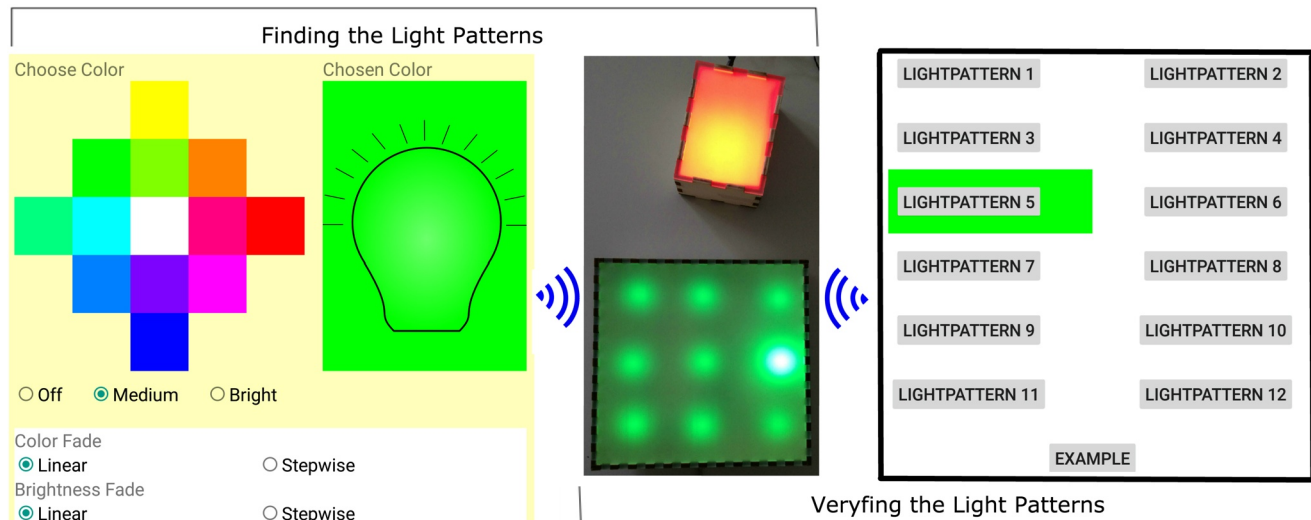 Finding the Light Patterns
Choose Color
Chosen Color
Off
Medium
Bright
Color Fade
Linear
Stepwise
Brightness Fade
Linear
Stepwise
LIGHTPATTERN 1
LIGHTPATTERN 2
LIGHTPATTERN 3
LIGHTPATTERN 4
LIGHTPATTERN 5
LIGHTPATTERN 6
LIGHTPATTERN 7
LIGHTPATTERN 8
LIGHTPATTERN 9
LIGHTPATTERN 10
LIGHTPATTERN 11
LIGHTPATTERN 12
EXAMPLE
Veryfing the Light Patterns